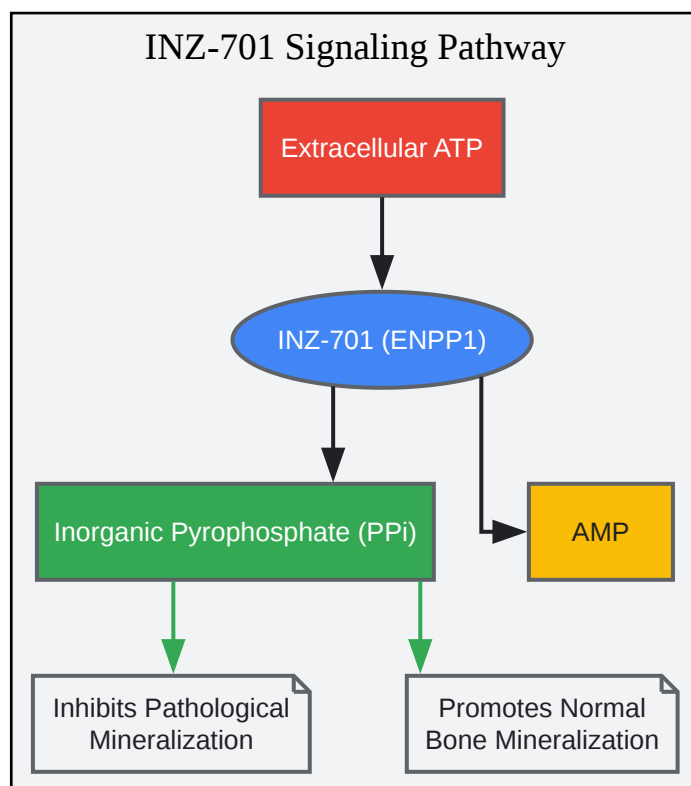 INZ-701 Signaling Pathway
Extracellular ATP
INZ-701 (ENPP1)
Inorganic Pyrophosphate (PPi)
AMP
Inhibits Pathological
Mineralization
Promotes Normal
Bone Mineralization